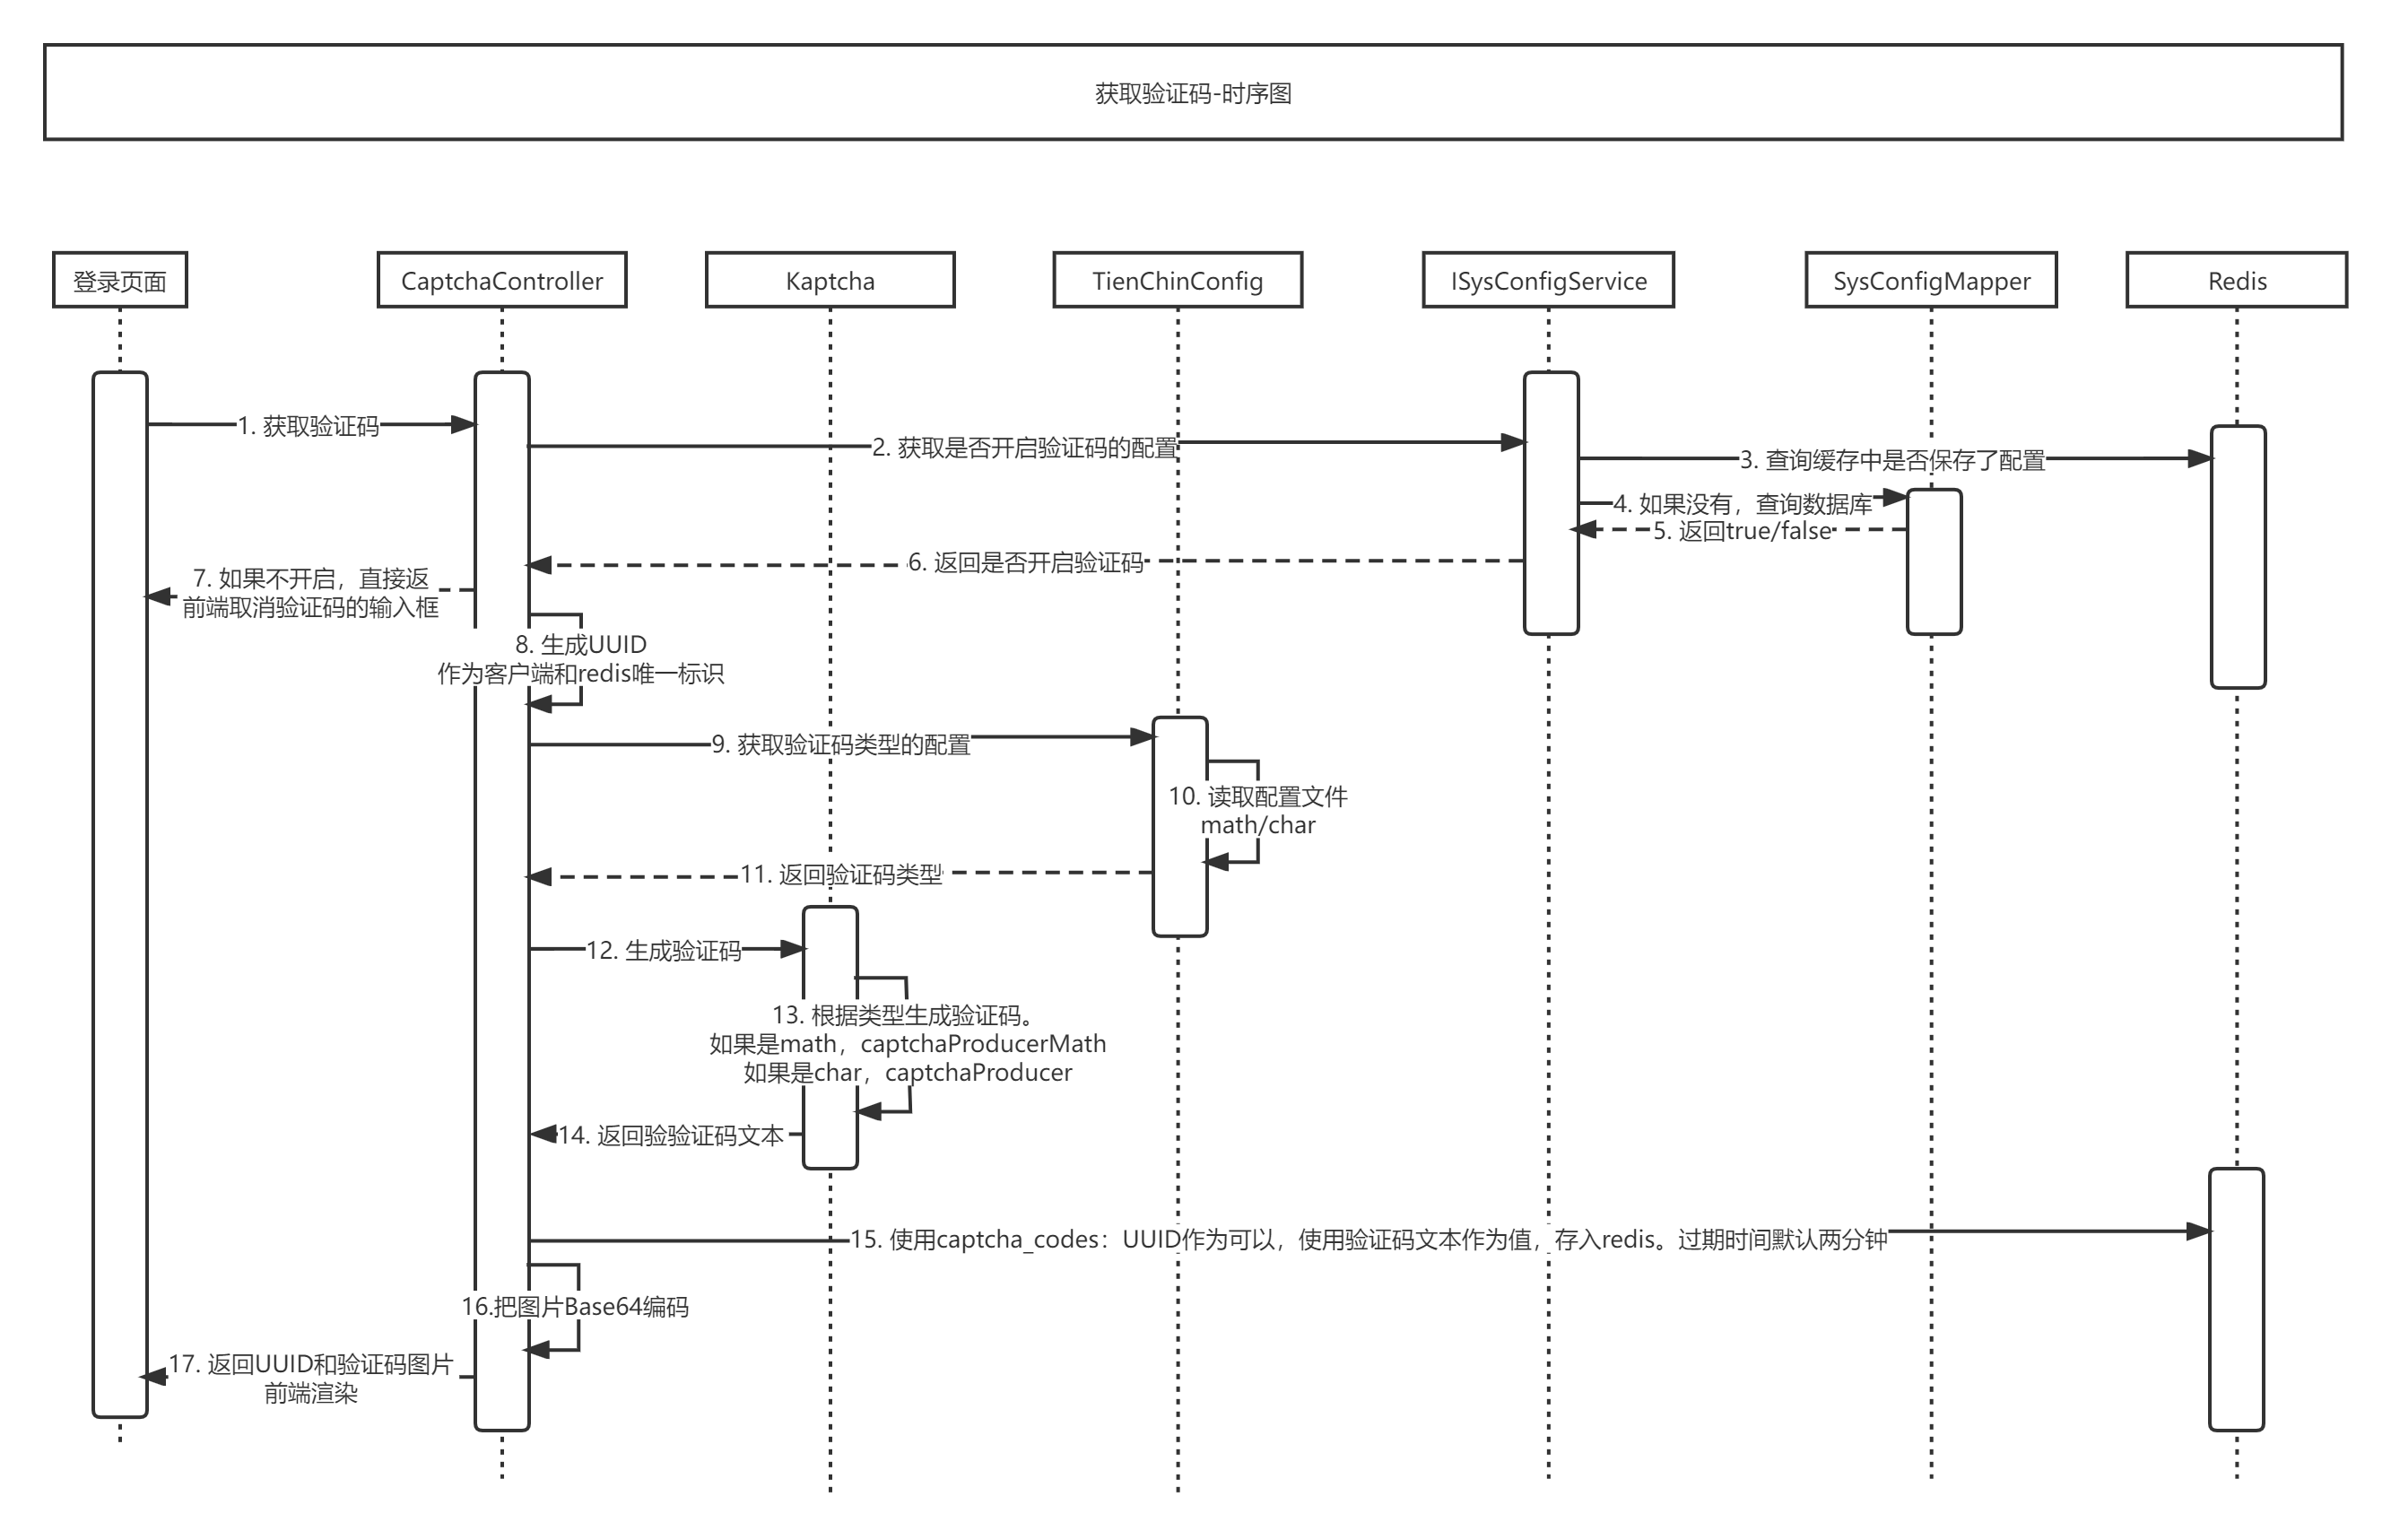 获取验证码-时序图
登录页面
CaptchaController
Kaptcha
TienChinConfig
ISysConfigService
SysConfigMapper
Redis
1. 获取验证码
2. 获取是否开启验证码的配置
3. 查询缓存中是否保存了配置
4. 如果没有，查询数据库
5. 返回true/false
6. 返回是否开启验证码
7. 如果不开启，直接返
前端取消验证码的输入框
8. 生成UUID
作为客户端和redis唯一标识
9. 获取验证码类型的配置
10. 读取配置文件
math/char
11. 返回验证码类型
12. 生成验证码
13. 根据类型生成验证码。
如果是math，captchaProducerMath
如果是char，captchaProducer
14. 返回验验证码文本
15. 使用captcha_codes：UUID作为可以，使用验证码文本作为值，存入redis。过期时间默认两分钟
16.把图片Base64编码
17. 返回UUID和验证码图片
前端渲染